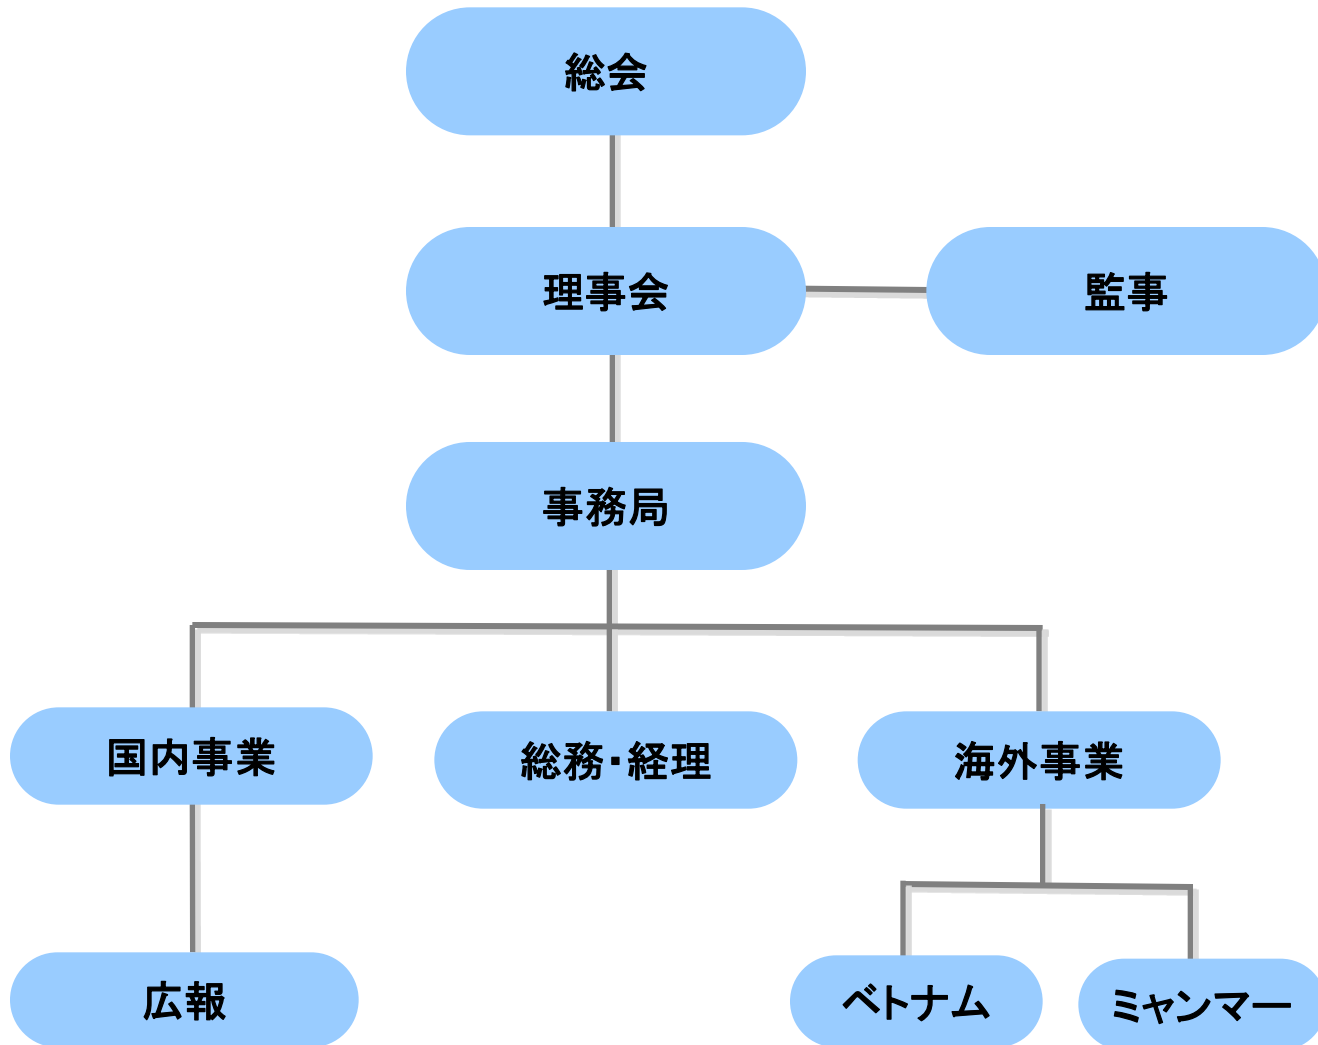 総会
理事会
監事
事務局
国内事業
総務・経理
海外事業
広報
ベトナム
ミャンマー